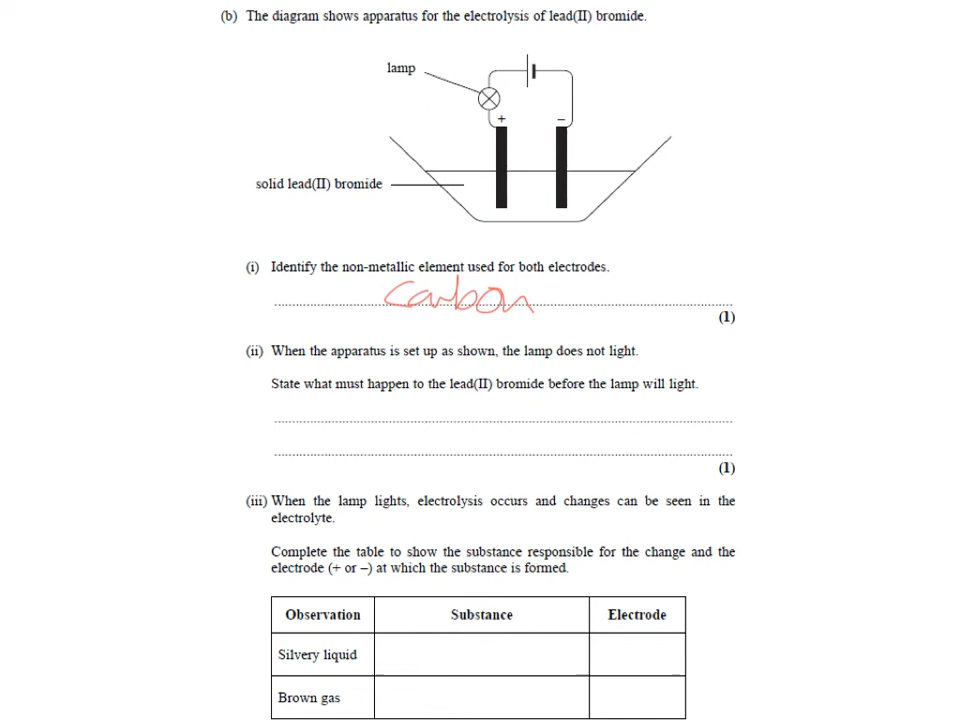 (b) The diagram shows apparatus for the electrolysis of lead(II) bromide.
lamp
+ –
solid lead(II) bromide
(i) Identify the non-metallic element used for both electrodes.
carbon
(1)
(ii) When the apparatus is set up as shown, the lamp does not light.
State what must happen to the lead(II) bromide before the lamp will light.
(1)
(iii) When the lamp lights, electrolysis occurs and changes can be seen in the
electrolyte.
Complete the table to show the substance responsible for the change and the
electrode (+ or –) at which the substance is formed.
Observation Substance Electrode
Silvery liquid
Brown gas